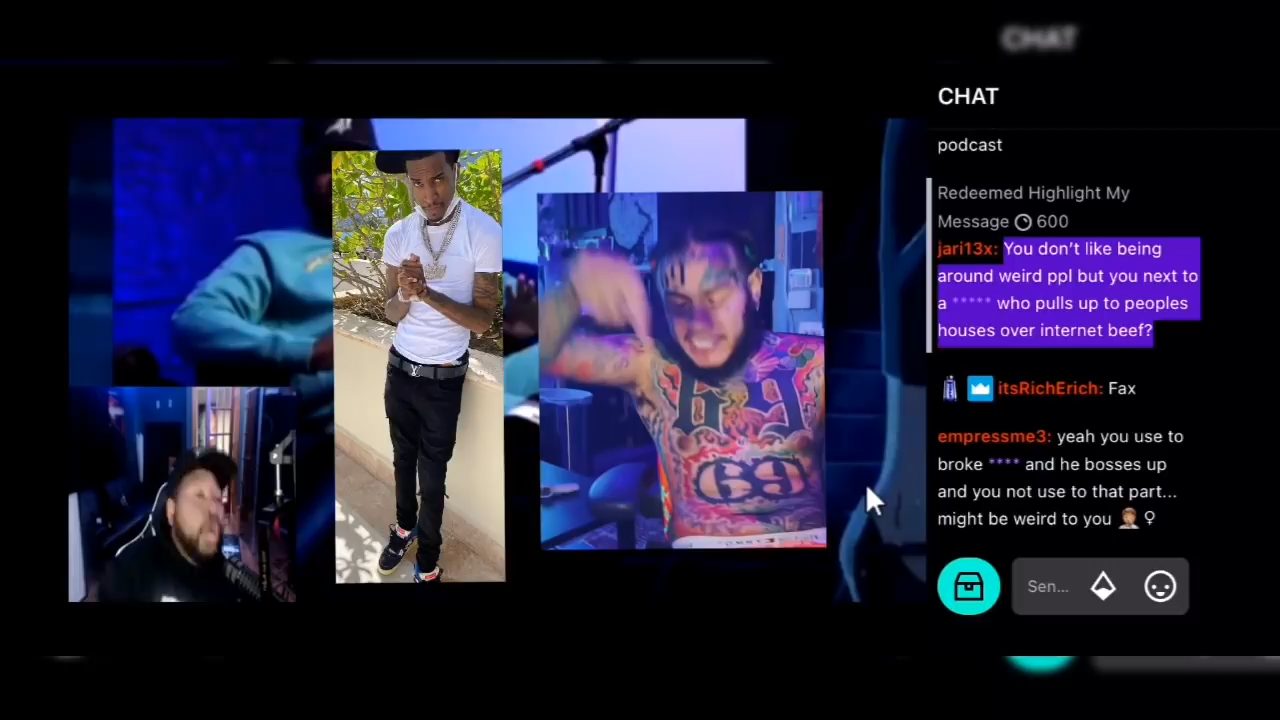 CHAT
CHAT
podcast
Redeemed Highlight My
Message 600
jari13x: You don't like being
around weird ppl but you next to
a ***** who pulls up to peoples
houses over internet beef?
itsRichErich: Fax
empressme3: yeah you use to
broke **** and he bosses up
and you not use to that part...
might be weird to you
Sen...
69
69
LV